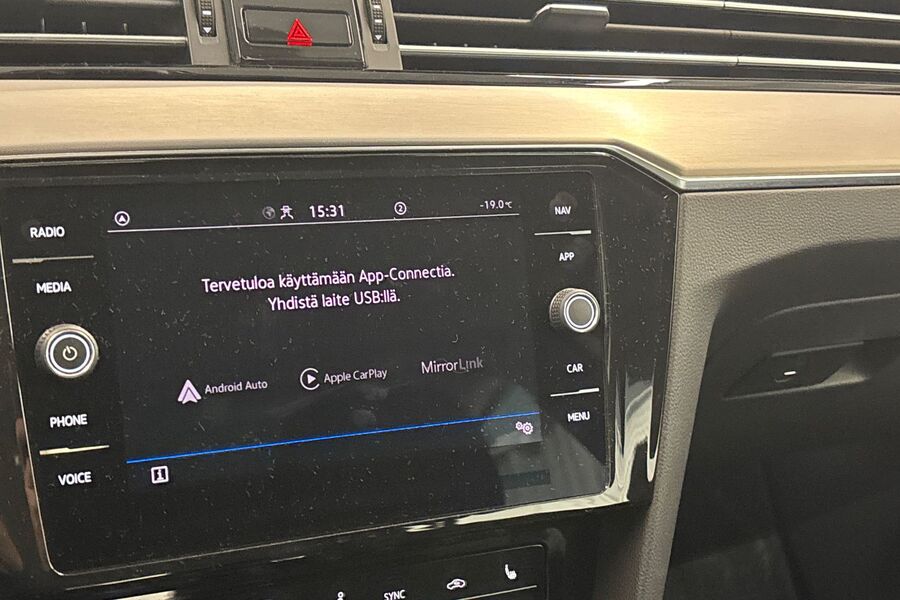 RADIO
MEDIA
PHONE
VOICE
15:31
2
-19.0°C
Tervetuloa käyttämään App-Connectia.
Yhdistä laite USB:llä.
Android Auto
Apple CarPlay
MirrorLink
i
NAV
APP
CAR
MENU
SYNC